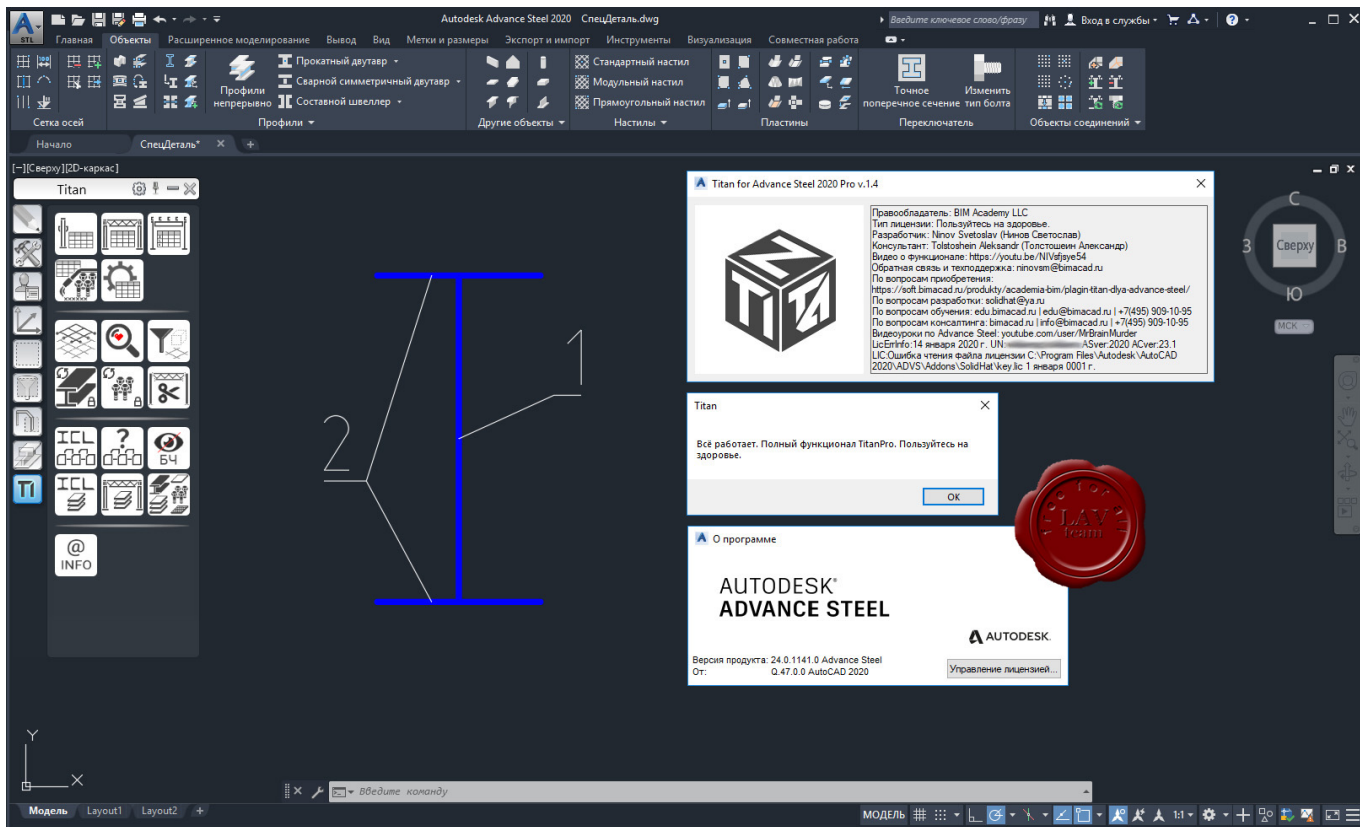 Autodesk Advance Steel 2020 СпецДеталь.dwg
Введите ключевое слово/фразу
Вход в службы
STL
Главная Объекты Расширенное моделирование Вывод Вид Метки и размеры Экспорт и импорт Инструменты Визуализация Совместная работа
Прокатный двутавр
Сварной симметричный двутавр
Составной швеллер
Профили непрерывно
Стандартный настил
Модульный настил
Прямоугольный настил
Точное поперечное сечение
Изменить тип болта
Сетка осей Профили Другие объекты Настилы Пластины Переключатель Объекты соединений
Начало СпецДеталь*
[−][Сверху][2D-каркас]
Titan
ICL
?
БЧ
ICL
TI
@
INFO
1
2
Titan for Advance Steel 2020 Pro v.1.4
Правообладатель: BIM Academy LLC
Тип лицензии: Пользуйтесь на здоровье.
Разработчик: Ninov Svetoslav (Нинов Светослав)
Консультант: Tolstoshein Aleksandr (Толстошеин Александр)
Видео о функционале: https://youtu.be/NIVsfjsye54
Обратная связь и техподдержка: ninovsm@bimacad.ru
По вопросам приобретения:
https://soft.bimacad.ru/produkty/academia-bim/plagin-titan-dlya-advance-steel/
По вопросам разработки: solidhat@ya.ru
По вопросам обучения: edu.bimacad.ru | edu@bimacad.ru | +7(495) 909-10-95
По вопросам консалтинга: bimacad.ru | info@bimacad.ru | +7(495) 909-10-95
Видеоуроки по Advance Steel: youtube.com/user/MrBrainMurder
LicErrInfo:14 января 2020 г. UN: ASver:2020 ACver:23.1
LIC:Ошибка чтения файла лицензии C:\Program Files\Autodesk\AutoCAD
2020\ADVS\Addons\SolidHat\key.lic 1 января 0001 г.
Titan
Всё работает. Полный функционал TitanPro. Пользуйтесь на
здоровье.
OK
LAV
team
О программе
AUTODESK®
ADVANCE STEEL
AUTODESK.
Версия продукта: 24.0.1141.0 Advance Steel
От: Q.47.0.0 AutoCAD 2020
Управление лицензией...
С
З
Сверху
В
Ю
МСК
Y
X
Введите команду
Модель Layout1 Layout2 +
МОДЕЛЬ
1:1